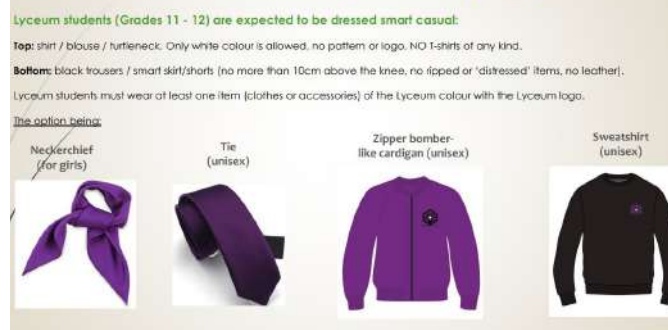 Lyceum students (Grades 11 - 12) are expected to be dressed smart casual:
Top: shirt / blouse / turtleneck. Only white colour is allowed, no pattern or logo, NO T-shirts of any kind.
Bottom: black trousers / smart skirt/shorts (no more than 10cm above the knee, no ripped or 'distressed' items, no leather).
Lyceum students must wear at least one item (clothes or accessories) of the Lyceum colour with the Lyceum logo.
The option being:
Neckerchief
(for girls)
Tie
(unisex)
Zipper bomber-
like cardigan (unisex)
Sweatshirt
(unisex)